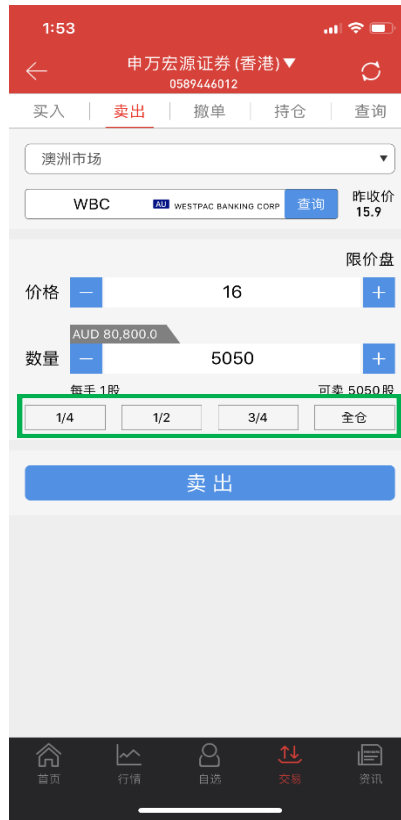 1:53
申万宏源证券 (香港)▼
0589446012
买入 卖出 撤单 持仓 查询
澳洲市场 ▼
WBC AU WESTPAC BANKING CORP 查询 昨收价
15.9
限价盘
价格 － 16 ＋
AUD 80,800.0
数量 － 5050 ＋
每手 1股 可卖 5050股
1/4 1/2 3/4 全仓
卖出
首页 行情 自选 交易 资讯